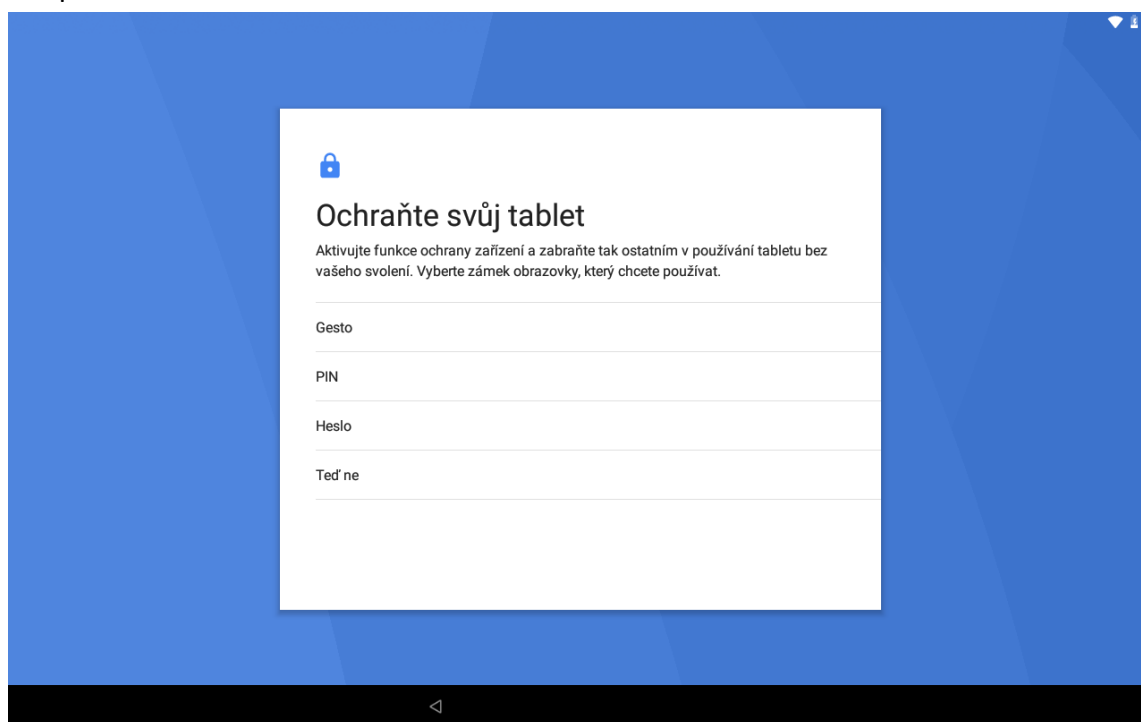 Ochraňte svůj tablet
Aktivujte funkce ochrany zařízení a zabraňte tak ostatním v používání tabletu bez
vašeho svolení. Vyberte zámek obrazovky, který chcete používat.
Gesto
PIN
Heslo
Teď ne